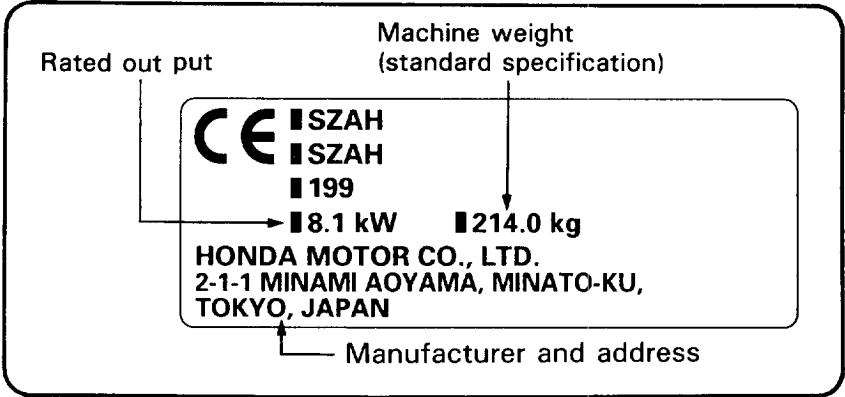 Machine weight
Rated out put
(standard specification)
CE
SZAH
SZAH
199
8.1 kW 214.0 kg
HONDA MOTOR CO., LTD.
2-1-1 MINAMI AOYAMA, MINATO-KU,
TOKYO, JAPAN
Manufacturer and address